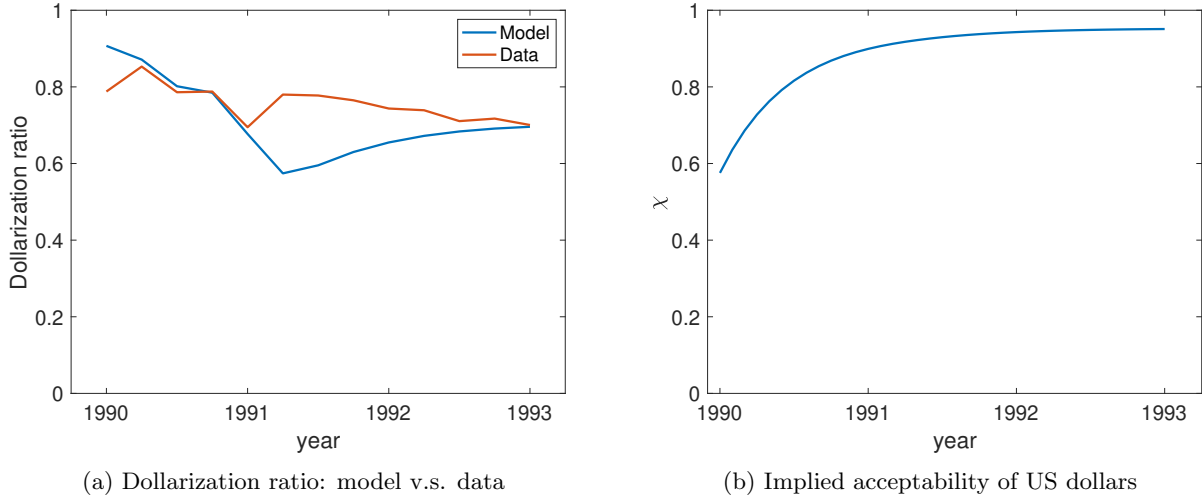 Dollarization ratio
1
0.8
0.6
0.4
0.2
0
1990
1991
1992
1993
year
Model
Data
(a) Dollarization ratio: model v.s. data
χ
1
0.8
0.6
0.4
0.2
0
1990
1991
1992
1993
year
(b) Implied acceptability of US dollars